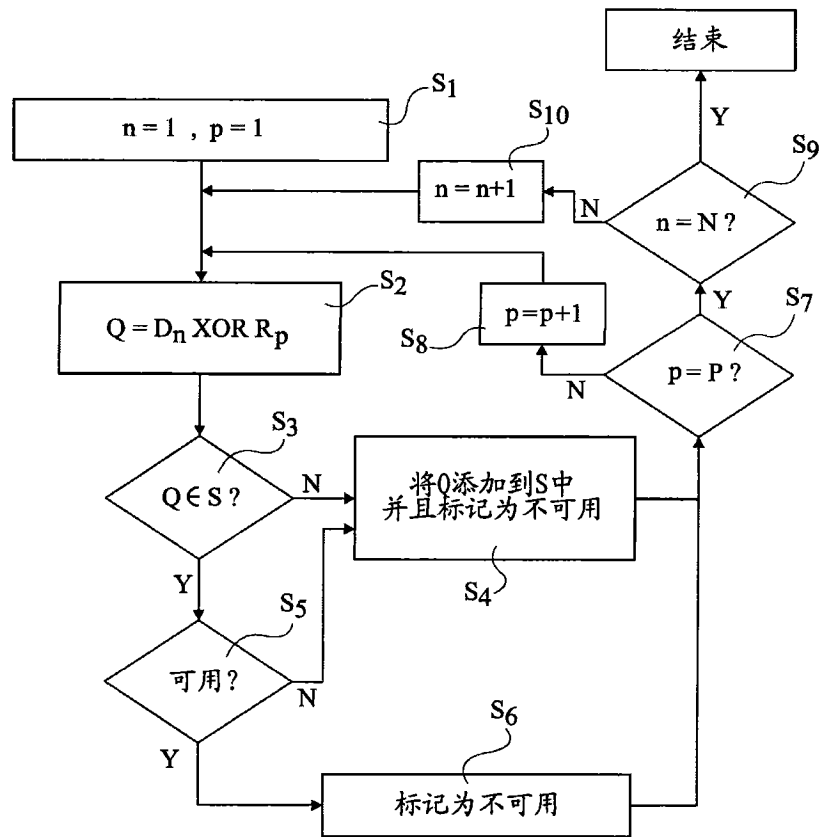 结束
S1
n = 1 , p = 1
S10
n = n+1
N
Y
S9
n = N ?
S2
Q = Dn XOR Rp
S8
p=p+1
N
Y
S7
p = P ?
S3
Q ∈ S ?
N
Y
将Q添加到S中
并且标记为不可用
S4
S5
可用?
N
Y
S6
标记为不可用